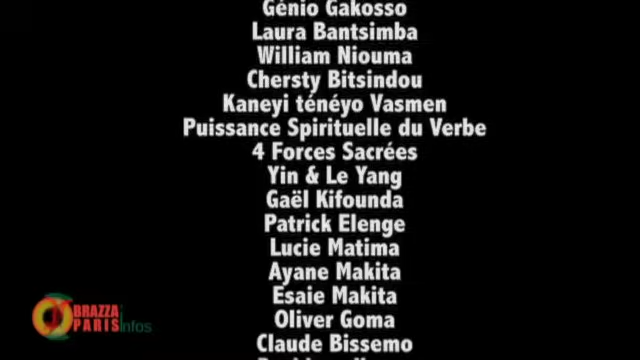 Génio Gakosso
Laura Bantsimba
William Niouma
Chersty Bitsindou
Kaneyi ténéyo Vasmen
Puissance Spirituelle du Verbe
4 Forces Sacrées
Yin & Le Yang
Gaël Kifounda
Patrick Elenge
Lucie Matima
Ayane Makita
Esaie Makita
Oliver Goma
Claude Bissemo
BRAZZA
PARIS infos